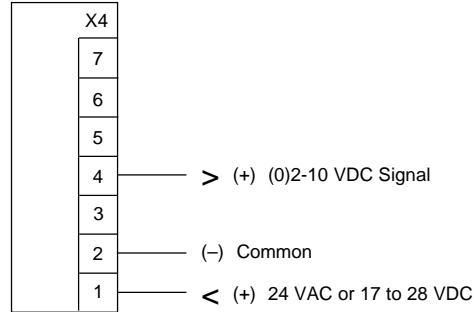 X4
7
6
5
4 > (+) (0)2-10 VDC Signal
3
2 (–) Common
1 < (+) 24 VAC or 17 to 28 VDC